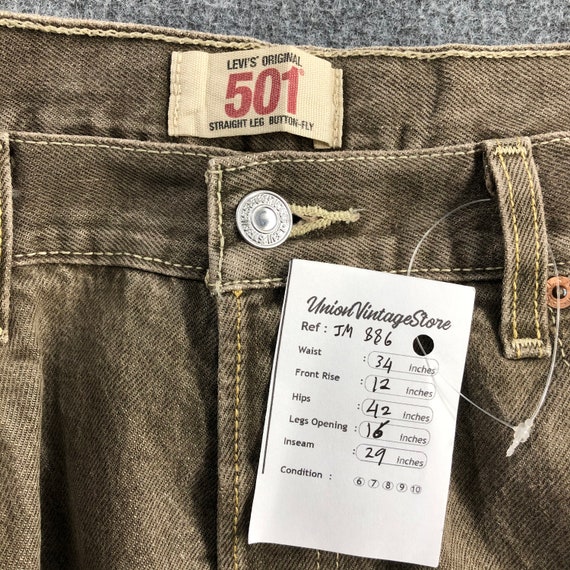 LEVI'S® ORIGINAL
501®
STRAIGHT LEG BUTTON-FLY
UnionVintageStore
Ref : JM 886
Waist : 34 inches
Front Rise : 12 inches
Hips : 42 inches
Legs Opening : 16 inches
Inseam : 29 inches
Condition : 6 7 8 9 10